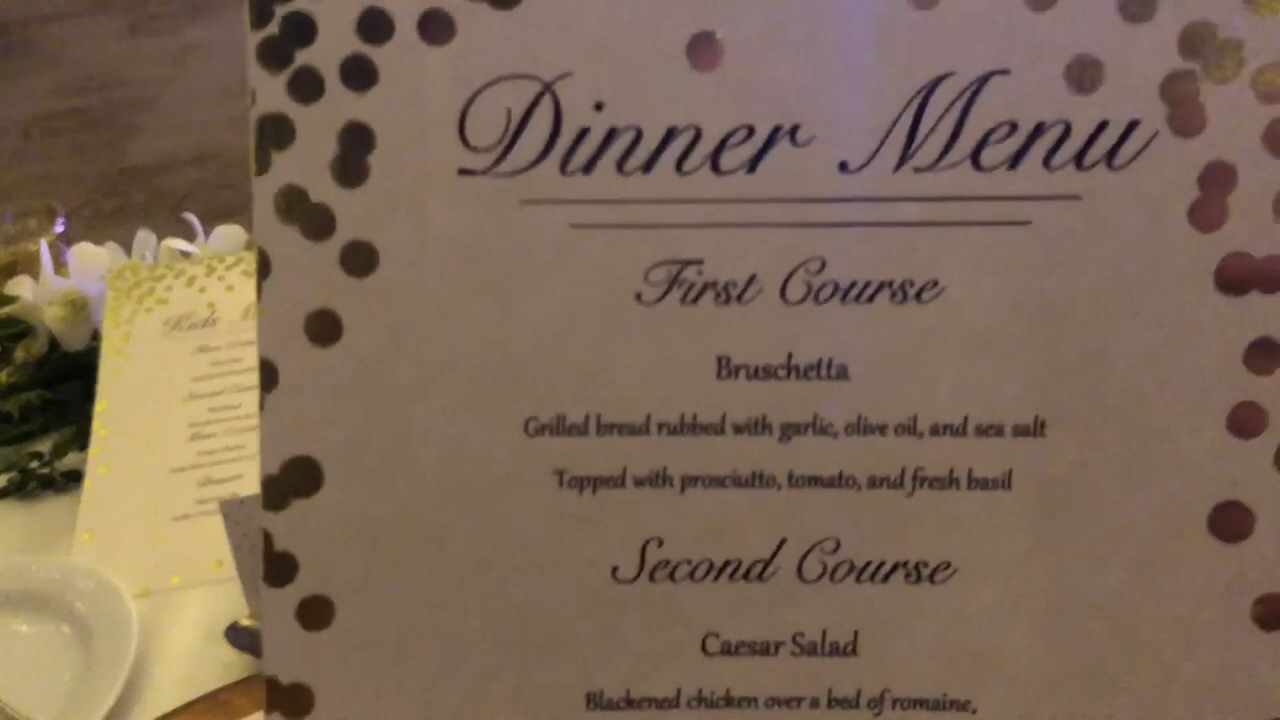 Dinner Menu
First Course
Bruschetta
Grilled bread rubbed with garlic, olive oil, and sea salt
Topped with prosciutto, tomato, and fresh basil
Second Course
Caesar Salad
Blackened chicken over a bed of romaine,
Kids